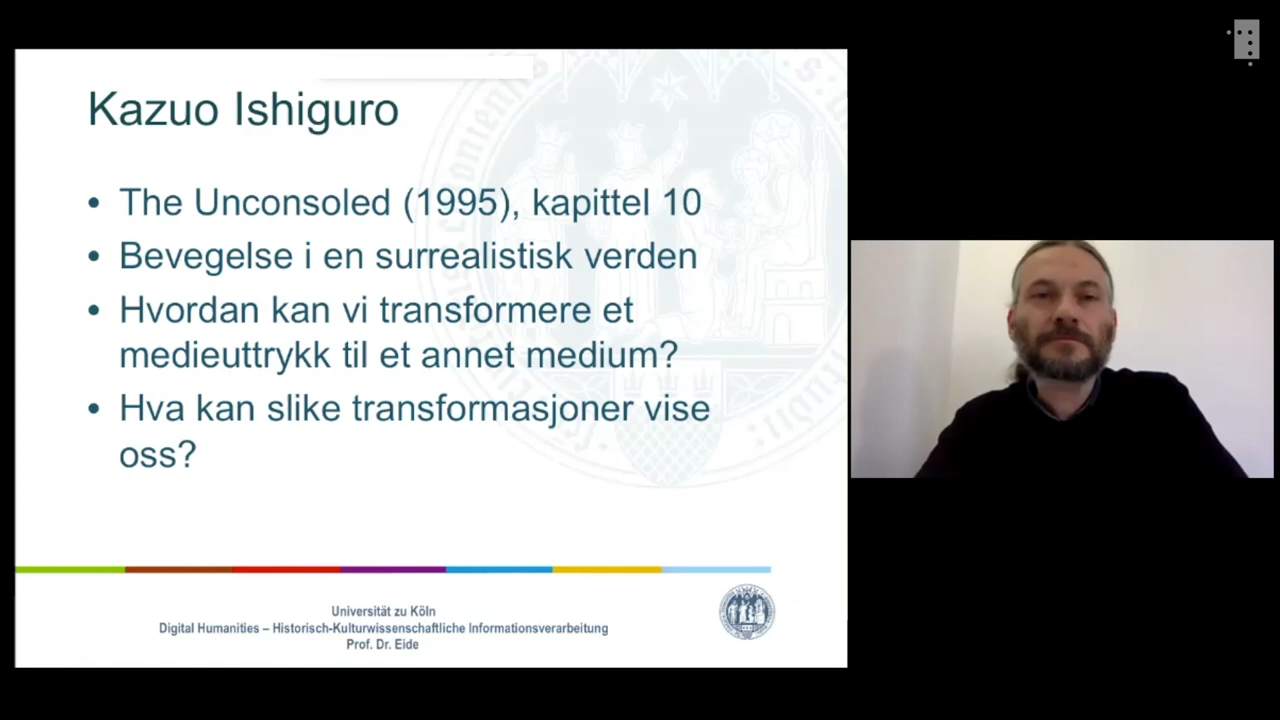 Kazuo Ishiguro
• The Unconsoled (1995), kapittel 10
• Bevegelse i en surrealistisk verden
• Hvordan kan vi transformere et
medieuttrykk til et annet medium?
• Hva kan slike transformasjoner vise
oss?
Universität zu Köln
Digital Humanities – Historisch-Kulturwissenschaftliche Informationsverarbeitung
Prof. Dr. Eide